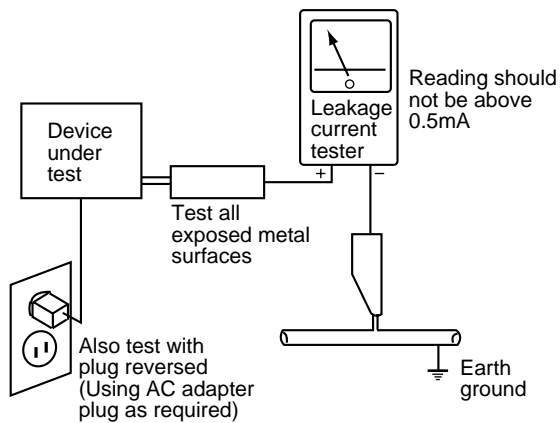 Device
under
test
Leakage
current
tester
Reading should
not be above
0.5mA
+ –
Test all
exposed metal
surfaces
Also test with
plug reversed
(Using AC adapter
plug as required)
Earth
ground